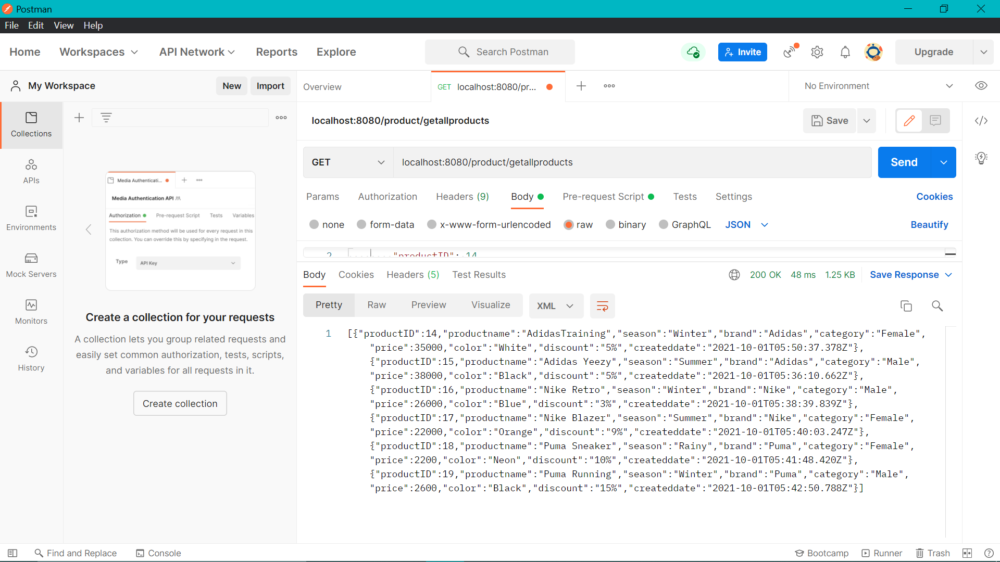 Postman
File Edit View Help
Home Workspaces API Network Reports Explore Search Postman Invite Upgrade
My Workspace New Import Overview GET localhost:8080/pr... No Environment
Collections
APIs
Environments
Mock Servers
Monitors
History
Media Authenticati...
Media Authentication API
Authorization Pre-request Script Tests Variables
This authorization method will be used for every request in this
collection. You can override this by specifying in the request.
Type API Key
Create a collection for your requests
A collection lets you group related requests and
easily set common authorization, tests, scripts,
and variables for all requests in it.
Create collection
localhost:8080/product/getallproducts Save
GET localhost:8080/product/getallproducts Send
Params Authorization Headers (9) Body Pre-request Script Tests Settings Cookies
none form-data x-www-form-urlencoded raw binary GraphQL JSON Beautify
2 "productID": 14
Body Cookies Headers (5) Test Results 200 OK 48 ms 1.25 KB Save Response
Pretty Raw Preview Visualize XML
1 [{"productID":14,"productname":"AdidasTraining","season":"Winter","brand":"Adidas","category":"Female",
"price":35000,"color":"White","discount":"5%","createddate":"2021-10-01T05:50:37.378Z"},
{"productID":15,"productname":"Adidas Yeezy","season":"Summer","brand":"Adidas","category":"Male",
"price":38000,"color":"Black","discount":"5%","createddate":"2021-10-01T05:36:10.662Z"},
{"productID":16,"productname":"Nike Retro","season":"Winter","brand":"Nike","category":"Male",
"price":26000,"color":"Blue","discount":"3%","createddate":"2021-10-01T05:38:39.839Z"},
{"productID":17,"productname":"Nike Blazer","season":"Summer","brand":"Nike","category":"Female",
"price":22000,"color":"Orange","discount":"9%","createddate":"2021-10-01T05:40:03.247Z"},
{"productID":18,"productname":"Puma Sneaker","season":"Rainy","brand":"Puma","category":"Female",
"price":2200,"color":"Neon","discount":"10%","createddate":"2021-10-01T05:41:48.420Z"},
{"productID":19,"productname":"Puma Running","season":"Winter","brand":"Puma","category":"Male",
"price":2600,"color":"Black","discount":"15%","createddate":"2021-10-01T05:42:50.788Z"}]
Find and Replace Console Bootcamp Runner Trash